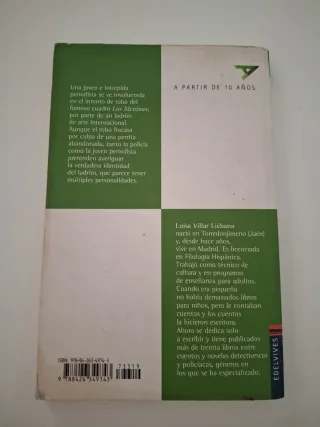 A PARTIR DE 10 AÑOS
Una joven e intrépida
periodista se ve involucrada
en el intento de robo del
famoso cuadro Las Meninas,
por parte de un ladrón
de arte internacional.
Aunque el robo fracasa
por culpa de una perrita
abandonada, tanto la policía
como la joven periodista
pretenden averiguar
la verdadera identidad
del ladrón, que parece tener
múltiples personalidades.
Luisa Villar Liébana
nació en Torredonjimeno (Jaén)
y, desde hace años,
vive en Madrid. Es licenciada
en Filología Hispánica.
Trabajó como técnico de
cultura y en programas
de enseñanza para adultos.
Cuando era pequeña
no había demasiados libros
para niños, pero le contaban
cuentos y los cuentos
la hicieron escritora.
Ahora se dedica solo
a escribir y tiene publicados
más de treinta libros entre
cuentos y novelas detectivescas
y policíacas, géneros en
los que se ha especializado.
EDELVIVES